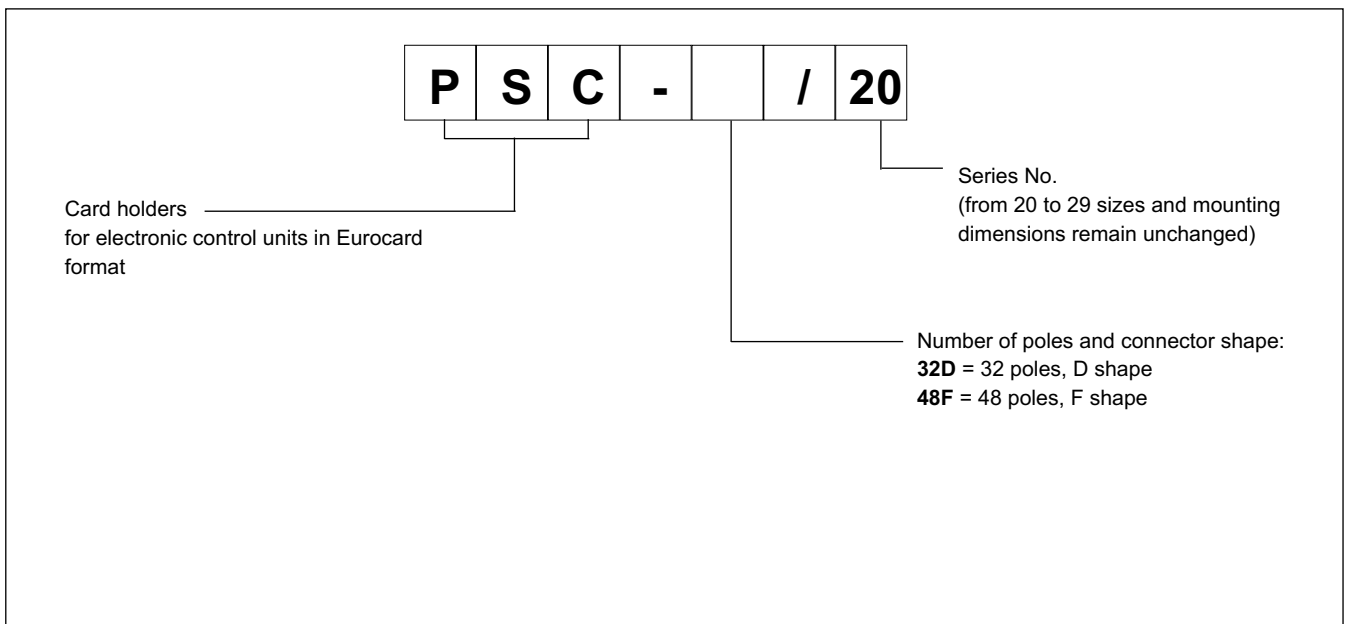 P S C - / 20
Card holders
for electronic control units in Eurocard
format
Series No.
(from 20 to 29 sizes and mounting
dimensions remain unchanged)
Number of poles and connector shape:
32D = 32 poles, D shape
48F = 48 poles, F shape